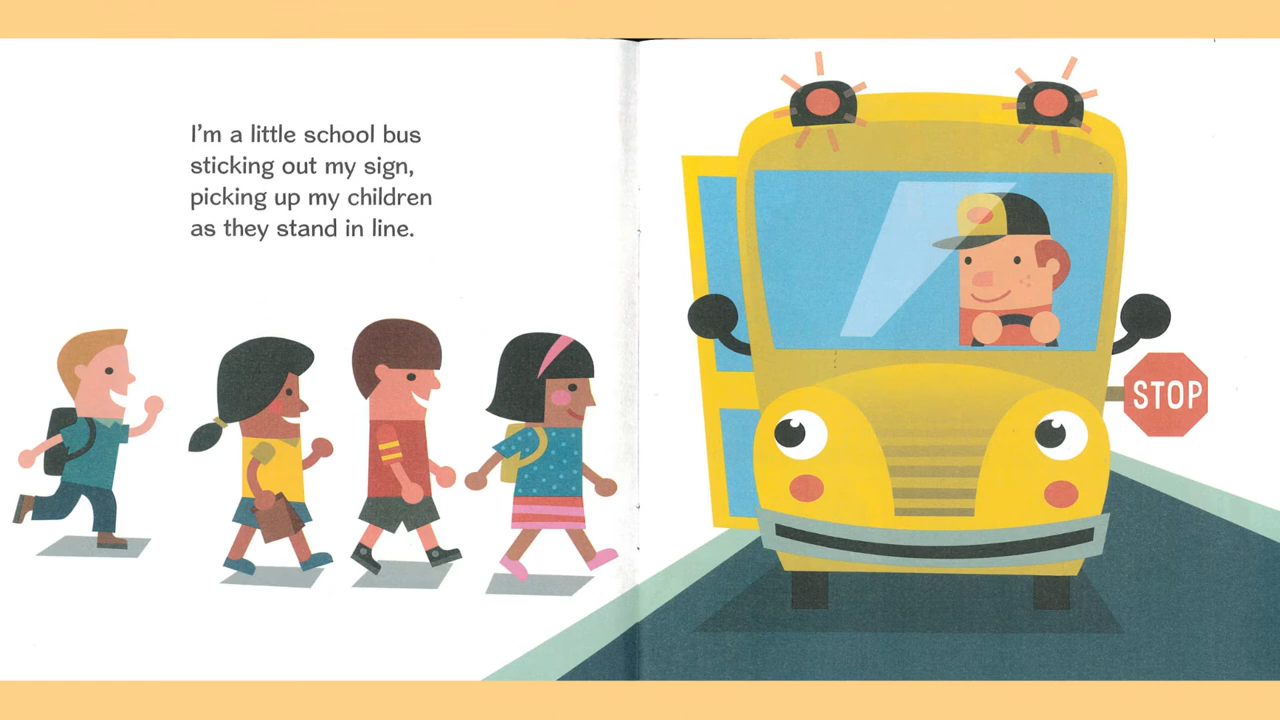 I'm a little school bus
sticking out my sign,
picking up my children
as they stand in line.
STOP